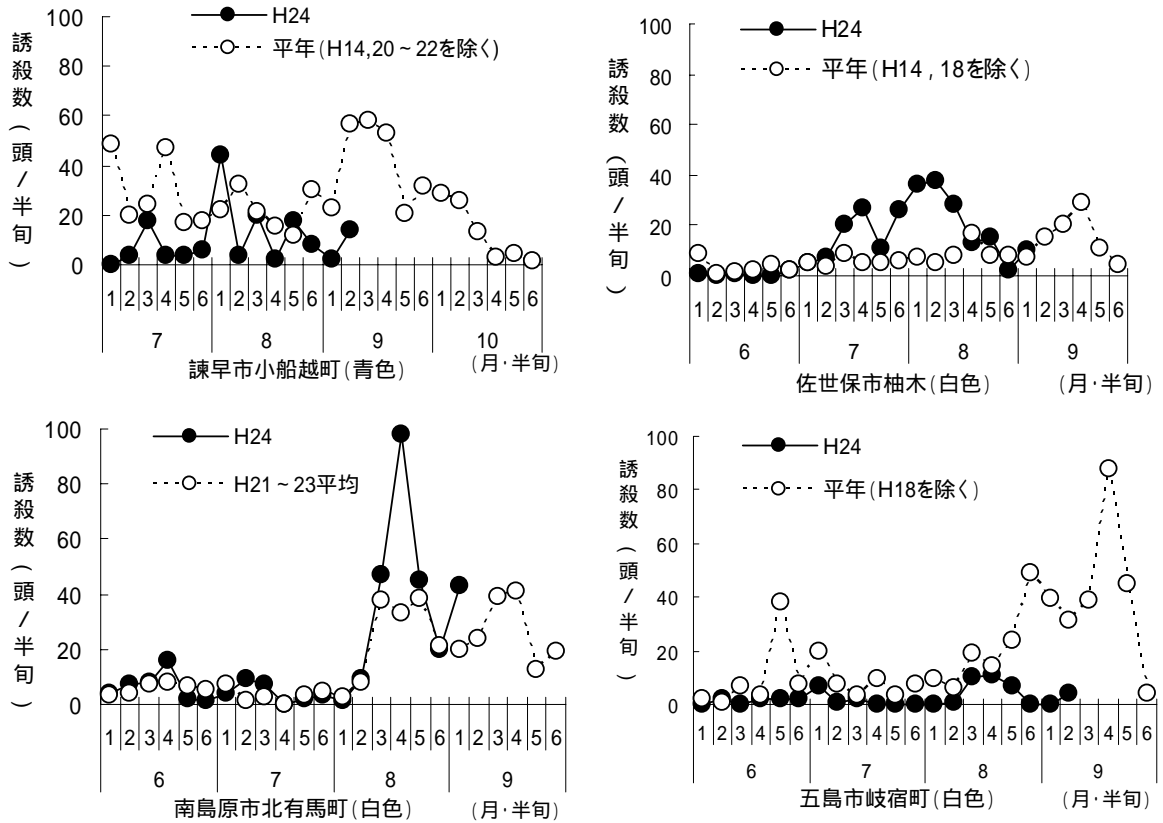 誘殺数(頭/半旬)
100
80
60
40
20
0
H24
平年(H14,20~22を除く)
1 2 3 4 5 6 1 2 3 4 5 6 1 2 3 4 5 6 1 2 3 4 5 6
7 8 9 10
諫早市小船越町(青色) (月・半旬)
誘殺数(頭/半旬)
100
80
60
40
20
0
H24
平年(H14,18を除く)
1 2 3 4 5 6 1 2 3 4 5 6 1 2 3 4 5 6 1 2 3 4 5 6
6 7 8 9
佐世保市柚木(白色) (月・半旬)
誘殺数(頭/半旬)
100
80
60
40
20
0
H24
H21~23平均
1 2 3 4 5 6 1 2 3 4 5 6 1 2 3 4 5 6 1 2 3 4 5 6
6 7 8 9
南島原市北有馬町(白色) (月・半旬)
誘殺数(頭/半旬)
100
80
60
40
20
0
H24
平年(H18を除く)
1 2 3 4 5 6 1 2 3 4 5 6 1 2 3 4 5 6 1 2 3 4 5 6
6 7 8 9
五島市岐宿町(白色) (月・半旬)